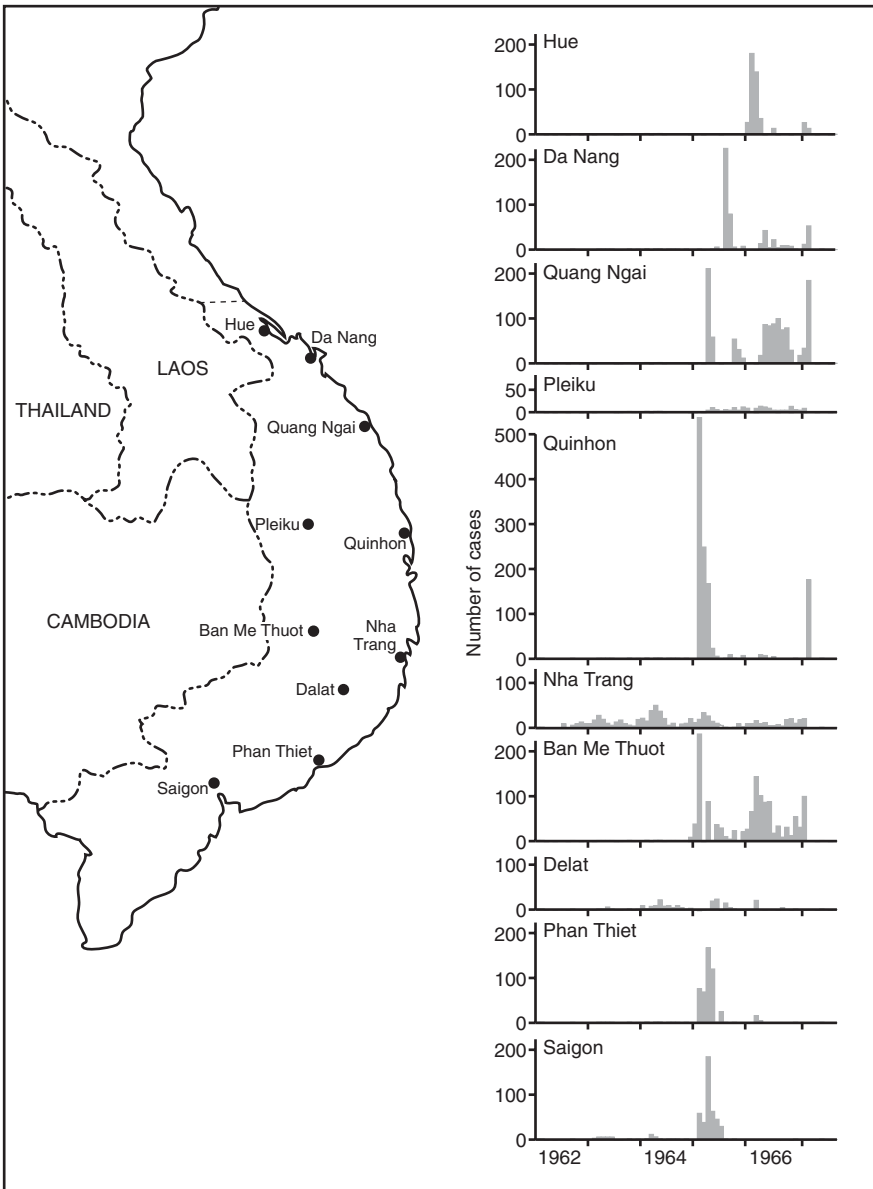 Hue
Da Nang
LAOS
THAILAND
Quang Ngai
Pleiku
Quinhon
CAMBODIA
Ban Me Thuot
Nha
Trang
Dalat
Phan Thiet
Saigon
Number of cases
Hue
200
100
0
Da Nang
200
100
0
Quang Ngai
200
100
0
Pleiku
50
0
Quinhon
500
400
300
200
100
0
Nha Trang
100
0
Ban Me Thuot
200
100
0
Delat
100
0
Phan Thiet
200
100
0
Saigon
200
100
0
1962 1964 1966